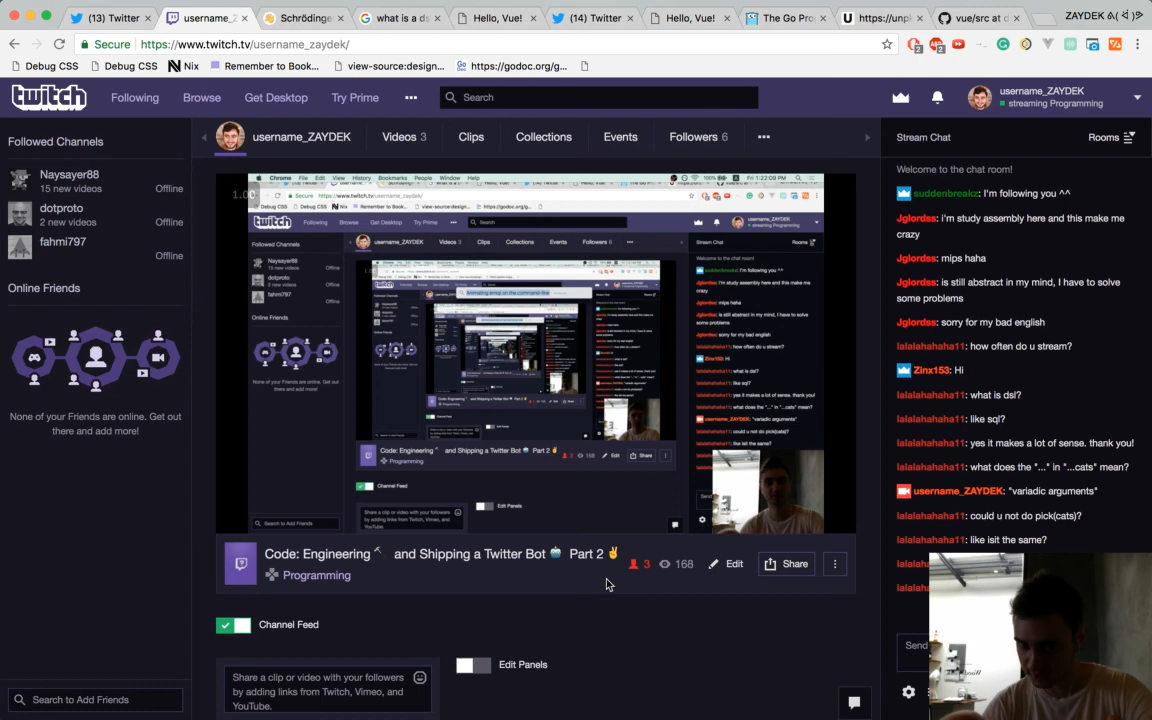 (13) Twitter
username_Z
Schrödinge
what is a ds
Hello, Vue!
(14) Twitter
Hello, Vue!
The Go Pro
https://unpl
vue/src at d
ZAYDEK
Secure
https://www.twitch.tv/username_zaydek/
Debug CSS
Debug CSS
Nix
Remember to Book...
view-source:design...
https://godoc.org/g...
twitch
Following
Browse
Get Desktop
Try Prime
Search
username_ZAYDEK
streaming Programming
Followed Channels
Naysayer88
15 new videos
Offline
dotproto
2 new videos
Offline
fahmi797
Offline
Online Friends
None of your Friends are online. Get out
there and add more!
Search to Add Friends
username_ZAYDEK
Videos 3
Clips
Collections
Events
Followers 6
Code: Engineering ⛏ and Shipping a Twitter Bot 🤖 Part 2 ✌
Programming
3
168
Edit
Share
Channel Feed
Share a clip or video with your followers
by adding links from Twitch, Vimeo, and
YouTube.
Edit Panels
Stream Chat
Rooms
Welcome to the chat room!
suddenbreakz: I'm following you ^^
Jglordss: i'm study assembly here and this make me
crazy
Jglordss: mips haha
Jglordss: is still abstract in my mind, I have to solve
some problems
Jglordss: sorry for my bad english
lalalahahaha11: how often do u stream?
Zinx153: Hi
lalalahahaha11: what is dsl?
lalalahahaha11: like sql?
lalalahahaha11: yes it makes a lot of sense. thank you!
lalalahahaha11: what does the "..." in "...cats" mean?
username_ZAYDEK: "variadic arguments"
lalalahahaha11: could u not do pick(cats)?
lalalahahaha11: like isit the same?
lalalaha
lalalaha
Send